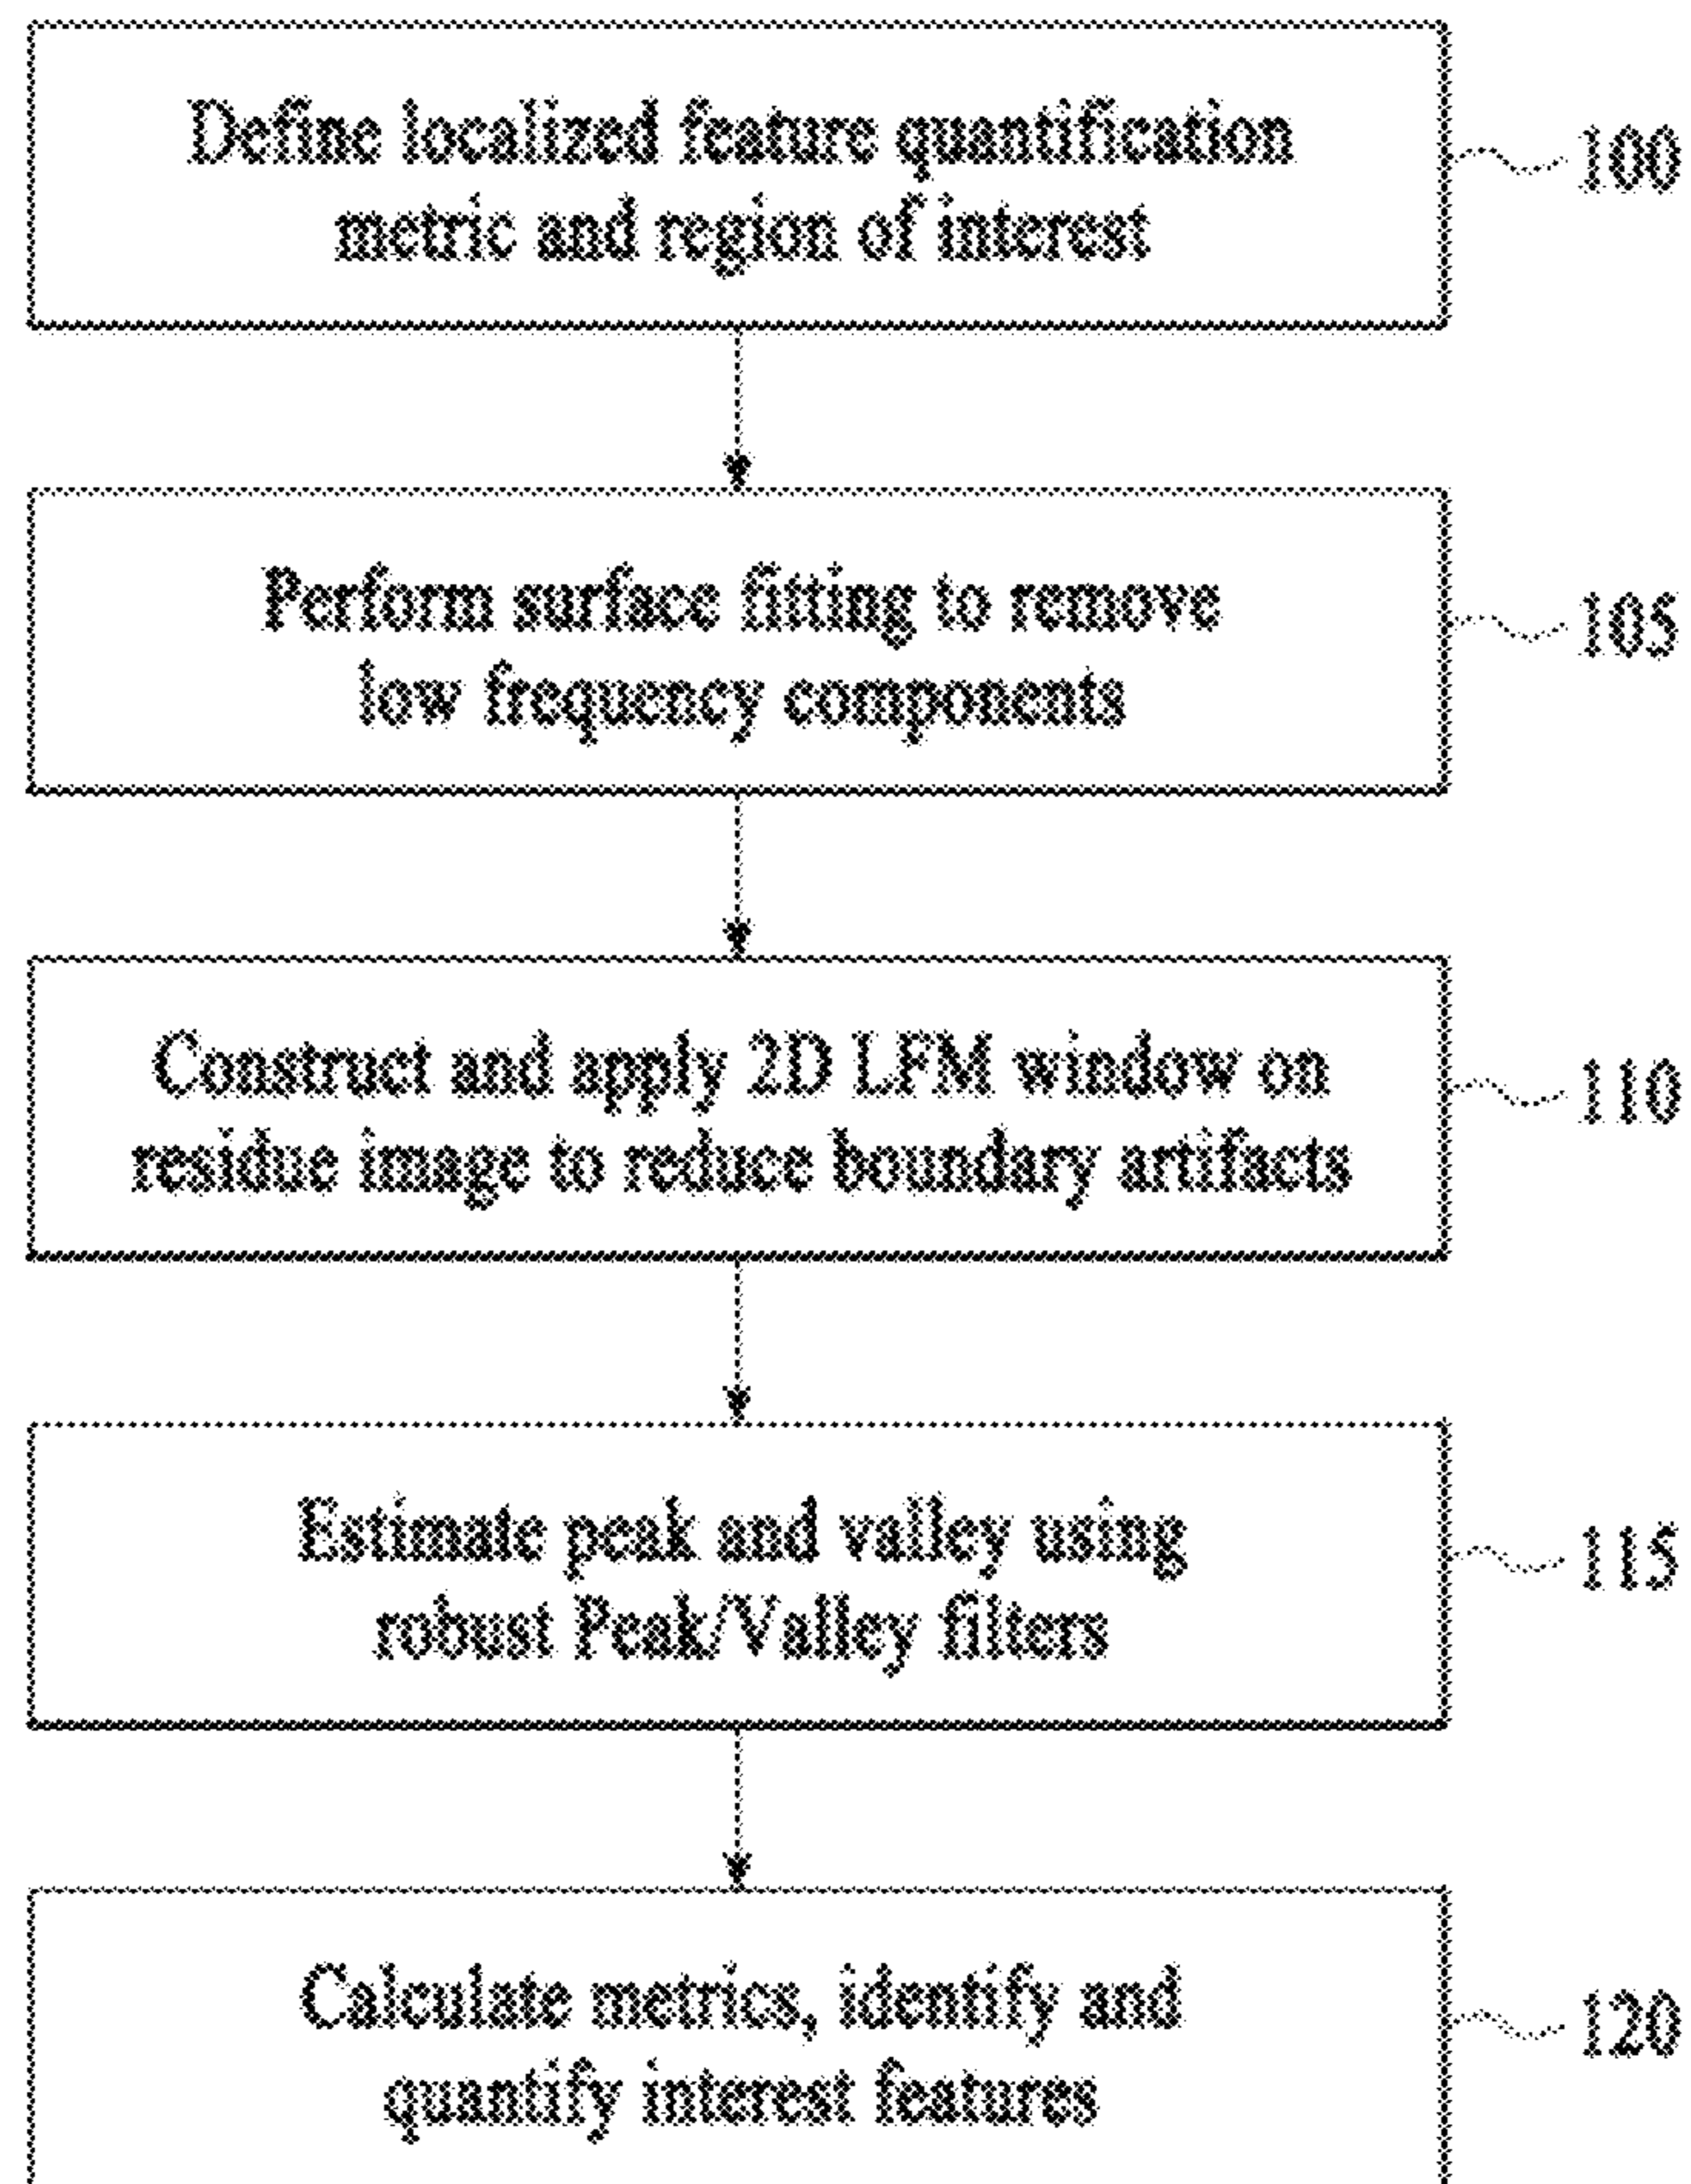 Define localized feature quantification
metric and region of interest
100
Perform surface fitting to remove
low frequency components
105
Construct and apply 2D LFM window on
residue image to reduce boundary artifacts
110
Estimate peak and valley using
robust Peak/Valley filters
115
Calculate metrics, identify and
quantify interest features
120